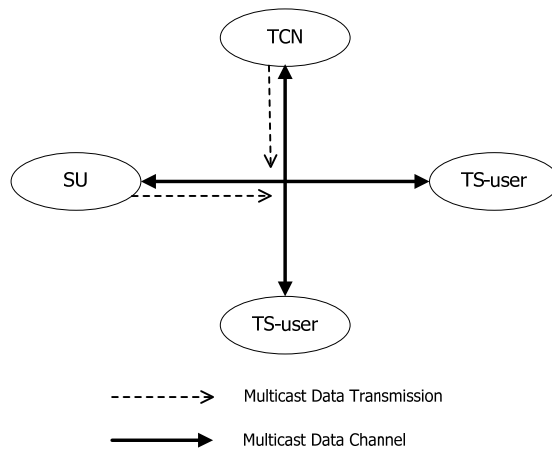 TCN
SU
TS-user
TS-user
Multicast Data Transmission
Multicast Data Channel